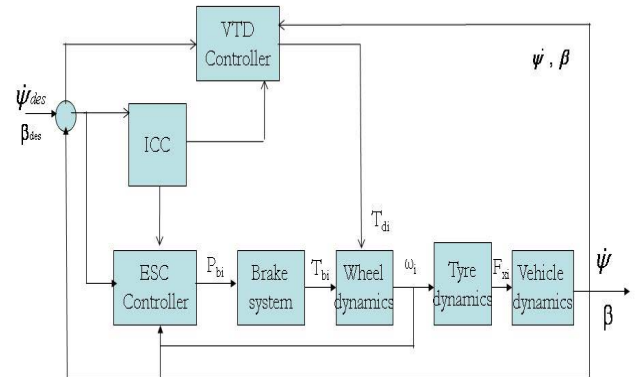 VTD
Controller
ψ̇ , β
ψ̇des
βdes
ICC
Tdi
ESC
Controller
Pbi
Brake
system
Tbi
Wheel
dynamics
ωi
Tyre
dynamics
Fxi
Vehicle
dynamics
ψ̇
β